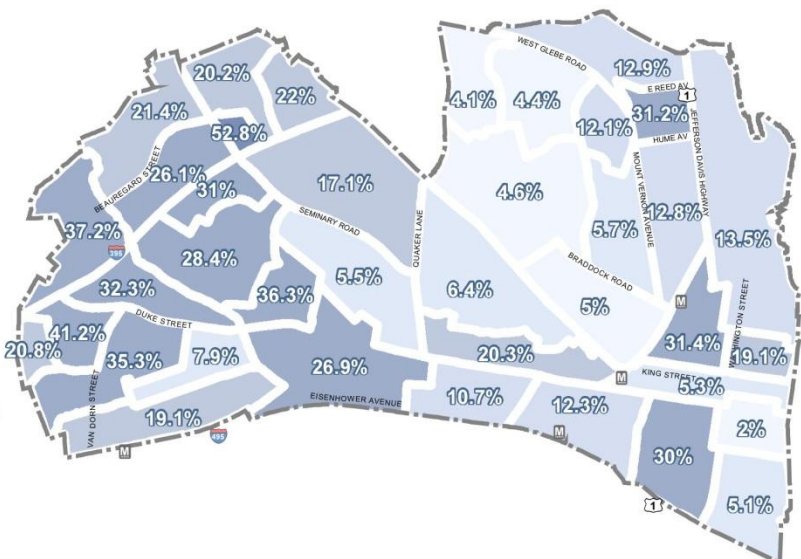 WEST GLEBE ROAD
20.2%
12.9%
E REED AV
1
21.4%
22%
4.1%
4.4%
31.2%
52.8%
12.1%
HUME AV
JEFFERSON DAVIS HIGHWAY
BEAUREGARD STREET
26.1%
31%
17.1%
4.6%
MOUNT VERNON AVENUE
5.7%
12.8%
37.2%
395
SEMINARY ROAD
QUAKER LANE
13.5%
28.4%
5.5%
BRADDOCK ROAD
32.3%
36.3%
6.4%
5%
M
DUKE STREET
WASHINGTON STREET
41.2%
20.8%
35.3%
7.9%
26.9%
20.3%
31.4%
19.1%
VAN DORN STREET
M
KING STREET
5.3%
EISENHOWER AVENUE
10.7%
12.3%
19.1%
495
M
M
2%
30%
1
5.1%